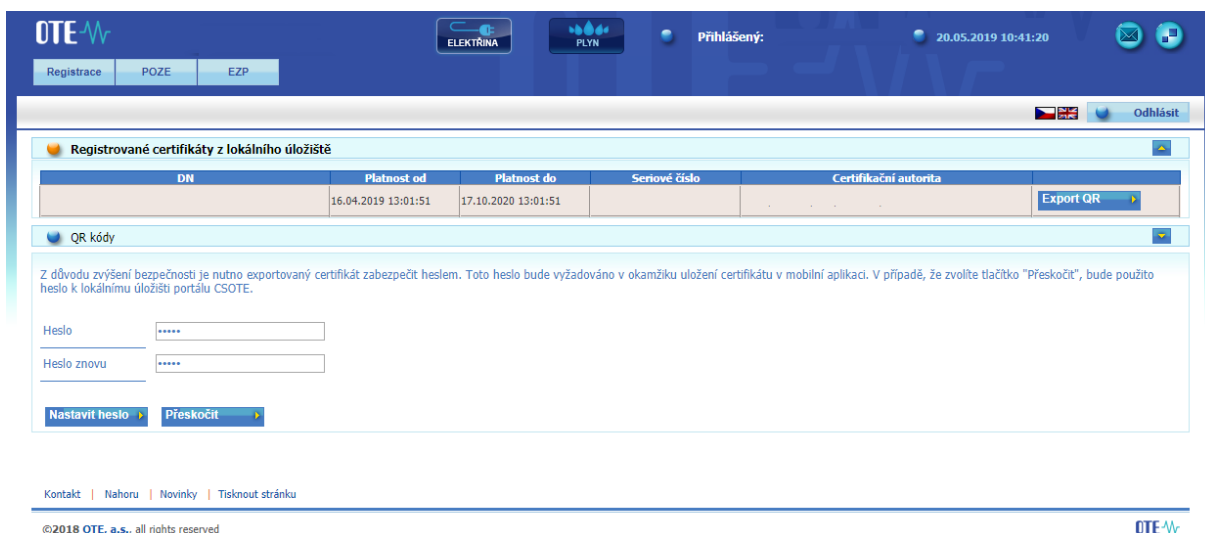 OTE
ELEKTŘINA
PLYN
Přihlášený:
20.05.2019 10:41:20
Registrace
POZE
EZP
Odhlásit
Registrované certifikáty z lokálního úložiště
DN Platnost od Platnost do Seriové číslo Certifikační autorita
16.04.2019 13:01:51 17.10.2020 13:01:51 Export QR
QR kódy
Z důvodu zvýšení bezpečnosti je nutno exportovaný certifikát zabezpečit heslem. Toto heslo bude vyžadováno v okamžiku uložení certifikátu v mobilní aplikaci. V případě, že zvolíte tlačítko "Přeskočit", bude použito
heslo k lokálnímu úložišti portálu CSOTE.
Heslo •••••
Heslo znovu •••••
Nastavit heslo Přeskočit
Kontakt | Nahoru | Novinky | Tisknout stránku
©2018 OTE, a.s., all rights reserved
OTE